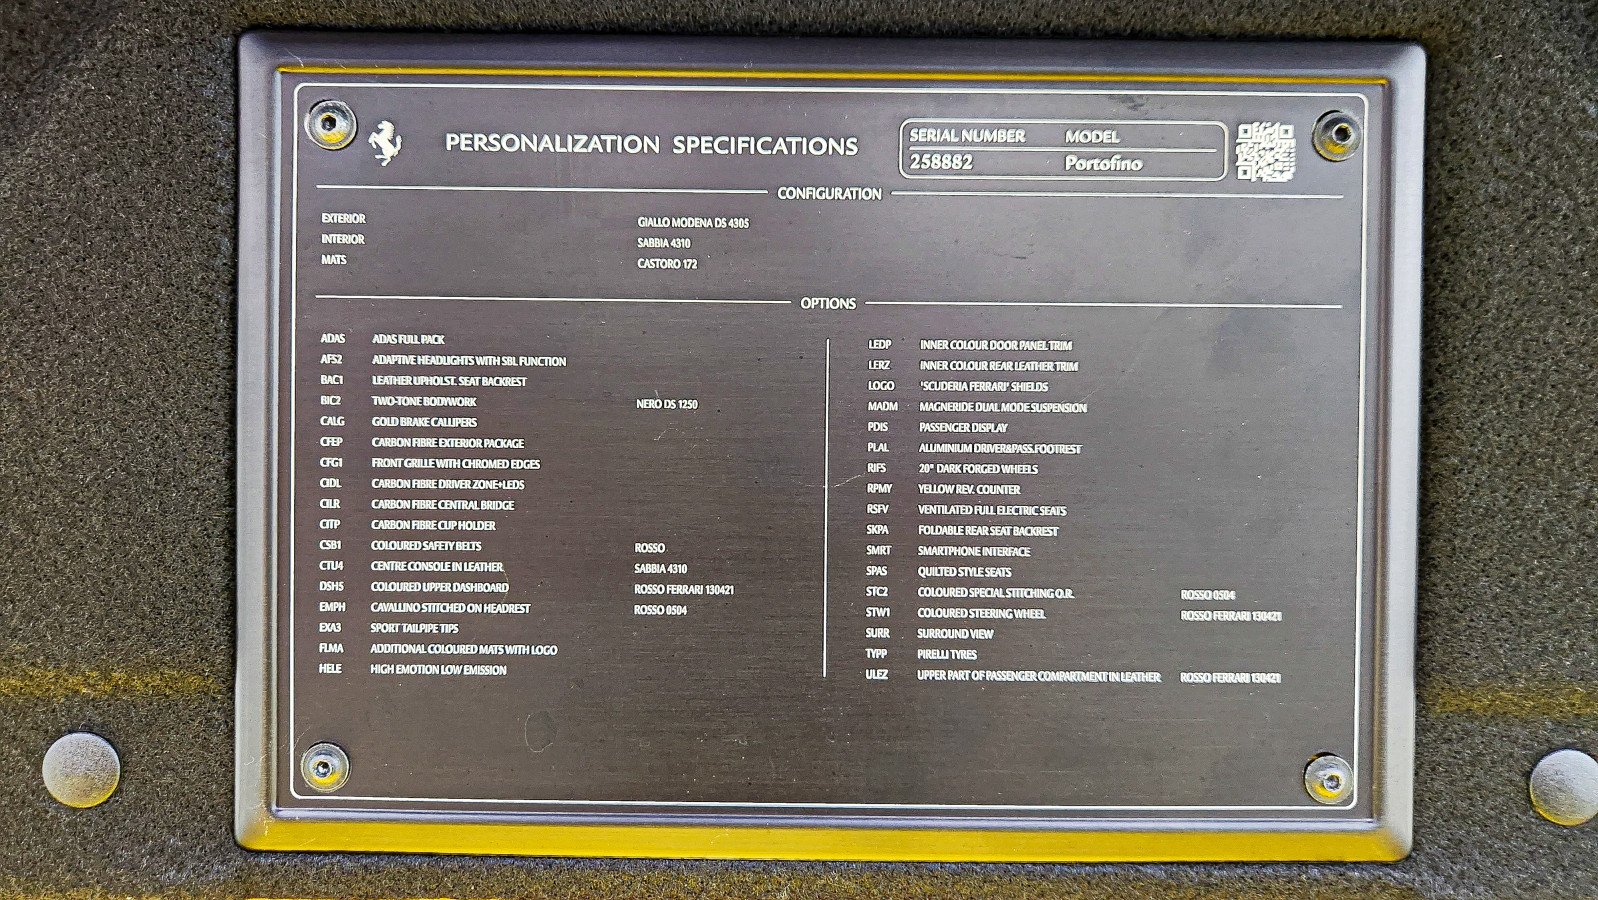 PERSONALIZATION SPECIFICATIONS
SERIAL NUMBER MODEL
258882 Portofino
CONFIGURATION
EXTERIOR GIALLO MODENA DS 4305
INTERIOR SABBIA 4310
MATS CASTORO 172
OPTIONS
ADAS ADAS FULL PACK
AFS2 ADAPTIVE HEADLIGHTS WITH SBL FUNCTION
BAC1 LEATHER UPHOLST. SEAT BACKREST
BIC2 TWO-TONE BODYWORK NERO DS 1250
CALG GOLD BRAKE CALLIPERS
CFEP CARBON FIBRE EXTERIOR PACKAGE
CFG1 FRONT GRILLE WITH CHROMED EDGES
CIDL CARBON FIBRE DRIVER ZONE+LEDS
CILR CARBON FIBRE CENTRAL BRIDGE
CITP CARBON FIBRE CUP HOLDER
CSB1 COLOURED SAFETY BELTS ROSSO
CTU4 CENTRE CONSOLE IN LEATHER SABBIA 4310
DSH5 COLOURED UPPER DASHBOARD ROSSO FERRARI 130421
EMPH CAVALLINO STITCHED ON HEADREST ROSSO 0504
EXA3 SPORT TAILPIPE TIPS
FLMA ADDITIONAL COLOURED MATS WITH LOGO
HELE HIGH EMOTION LOW EMISSION
LEDP INNER COLOUR DOOR PANEL TRIM
LERZ INNER COLOUR REAR LEATHER TRIM
LOGO 'SCUDERIA FERRARI' SHIELDS
MADM MAGNERIDE DUAL MODE SUSPENSION
PDIS PASSENGER DISPLAY
PLAL ALUMINIUM DRIVER&PASS.FOOTREST
RIFS 20" DARK FORGED WHEELS
RPMY YELLOW REV. COUNTER
RSFV VENTILATED FULL ELECTRIC SEATS
SKPA FOLDABLE REAR SEAT BACKREST
SMRT SMARTPHONE INTERFACE
SPAS QUILTED STYLE SEATS
STC2 COLOURED SPECIAL STITCHING O.R. ROSSO 0504
STW1 COLOURED STEERING WHEEL ROSSO FERRARI 130421
SURR SURROUND VIEW
TYPP PIRELLI TYRES
ULEZ UPPER PART OF PASSENGER COMPARTMENT IN LEATHER ROSSO FERRARI 130421